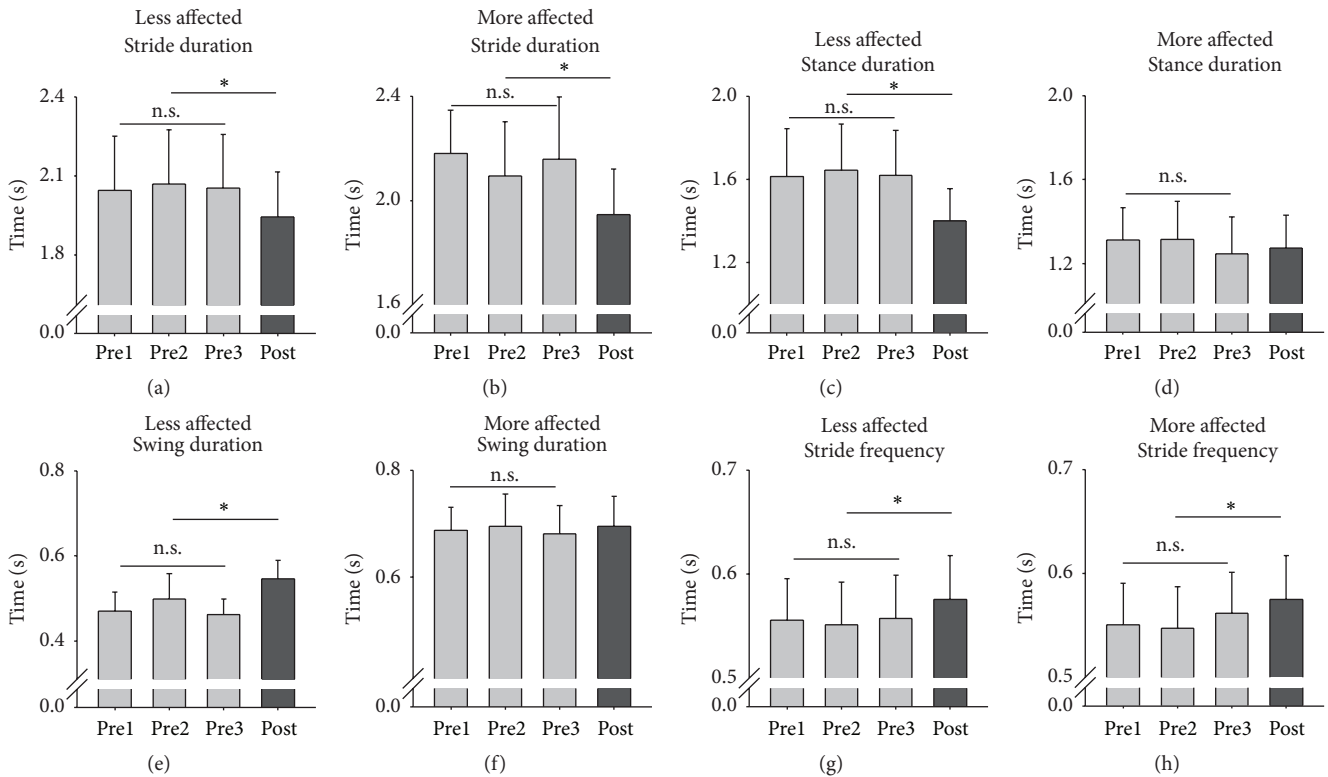 Less affected
Stride duration
Time (s)
2.4
2.1
1.8
0.0
n.s.
*
Pre1 Pre2 Pre3 Post
(a)
More affected
Stride duration
Time (s)
2.4
2.0
1.6
0.0
n.s.
*
Pre1 Pre2 Pre3 Post
(b)
Less affected
Stance duration
Time (s)
2.0
1.6
1.2
0.0
n.s.
*
Pre1 Pre2 Pre3 Post
(c)
More affected
Stance duration
Time (s)
2.0
1.6
1.2
0.0
n.s.
Pre1 Pre2 Pre3 Post
(d)
Less affected
Swing duration
Time (s)
0.8
0.6
0.4
0.0
n.s.
*
Pre1 Pre2 Pre3 Post
(e)
More affected
Swing duration
Time (s)
0.8
0.6
0.0
n.s.
Pre1 Pre2 Pre3 Post
(f)
Less affected
Stride frequency
Time (s)
0.7
0.6
0.5
0.0
n.s.
*
Pre1 Pre2 Pre3 Post
(g)
More affected
Stride frequency
Time (s)
0.7
0.6
0.5
0.0
n.s.
*
Pre1 Pre2 Pre3 Post
(h)